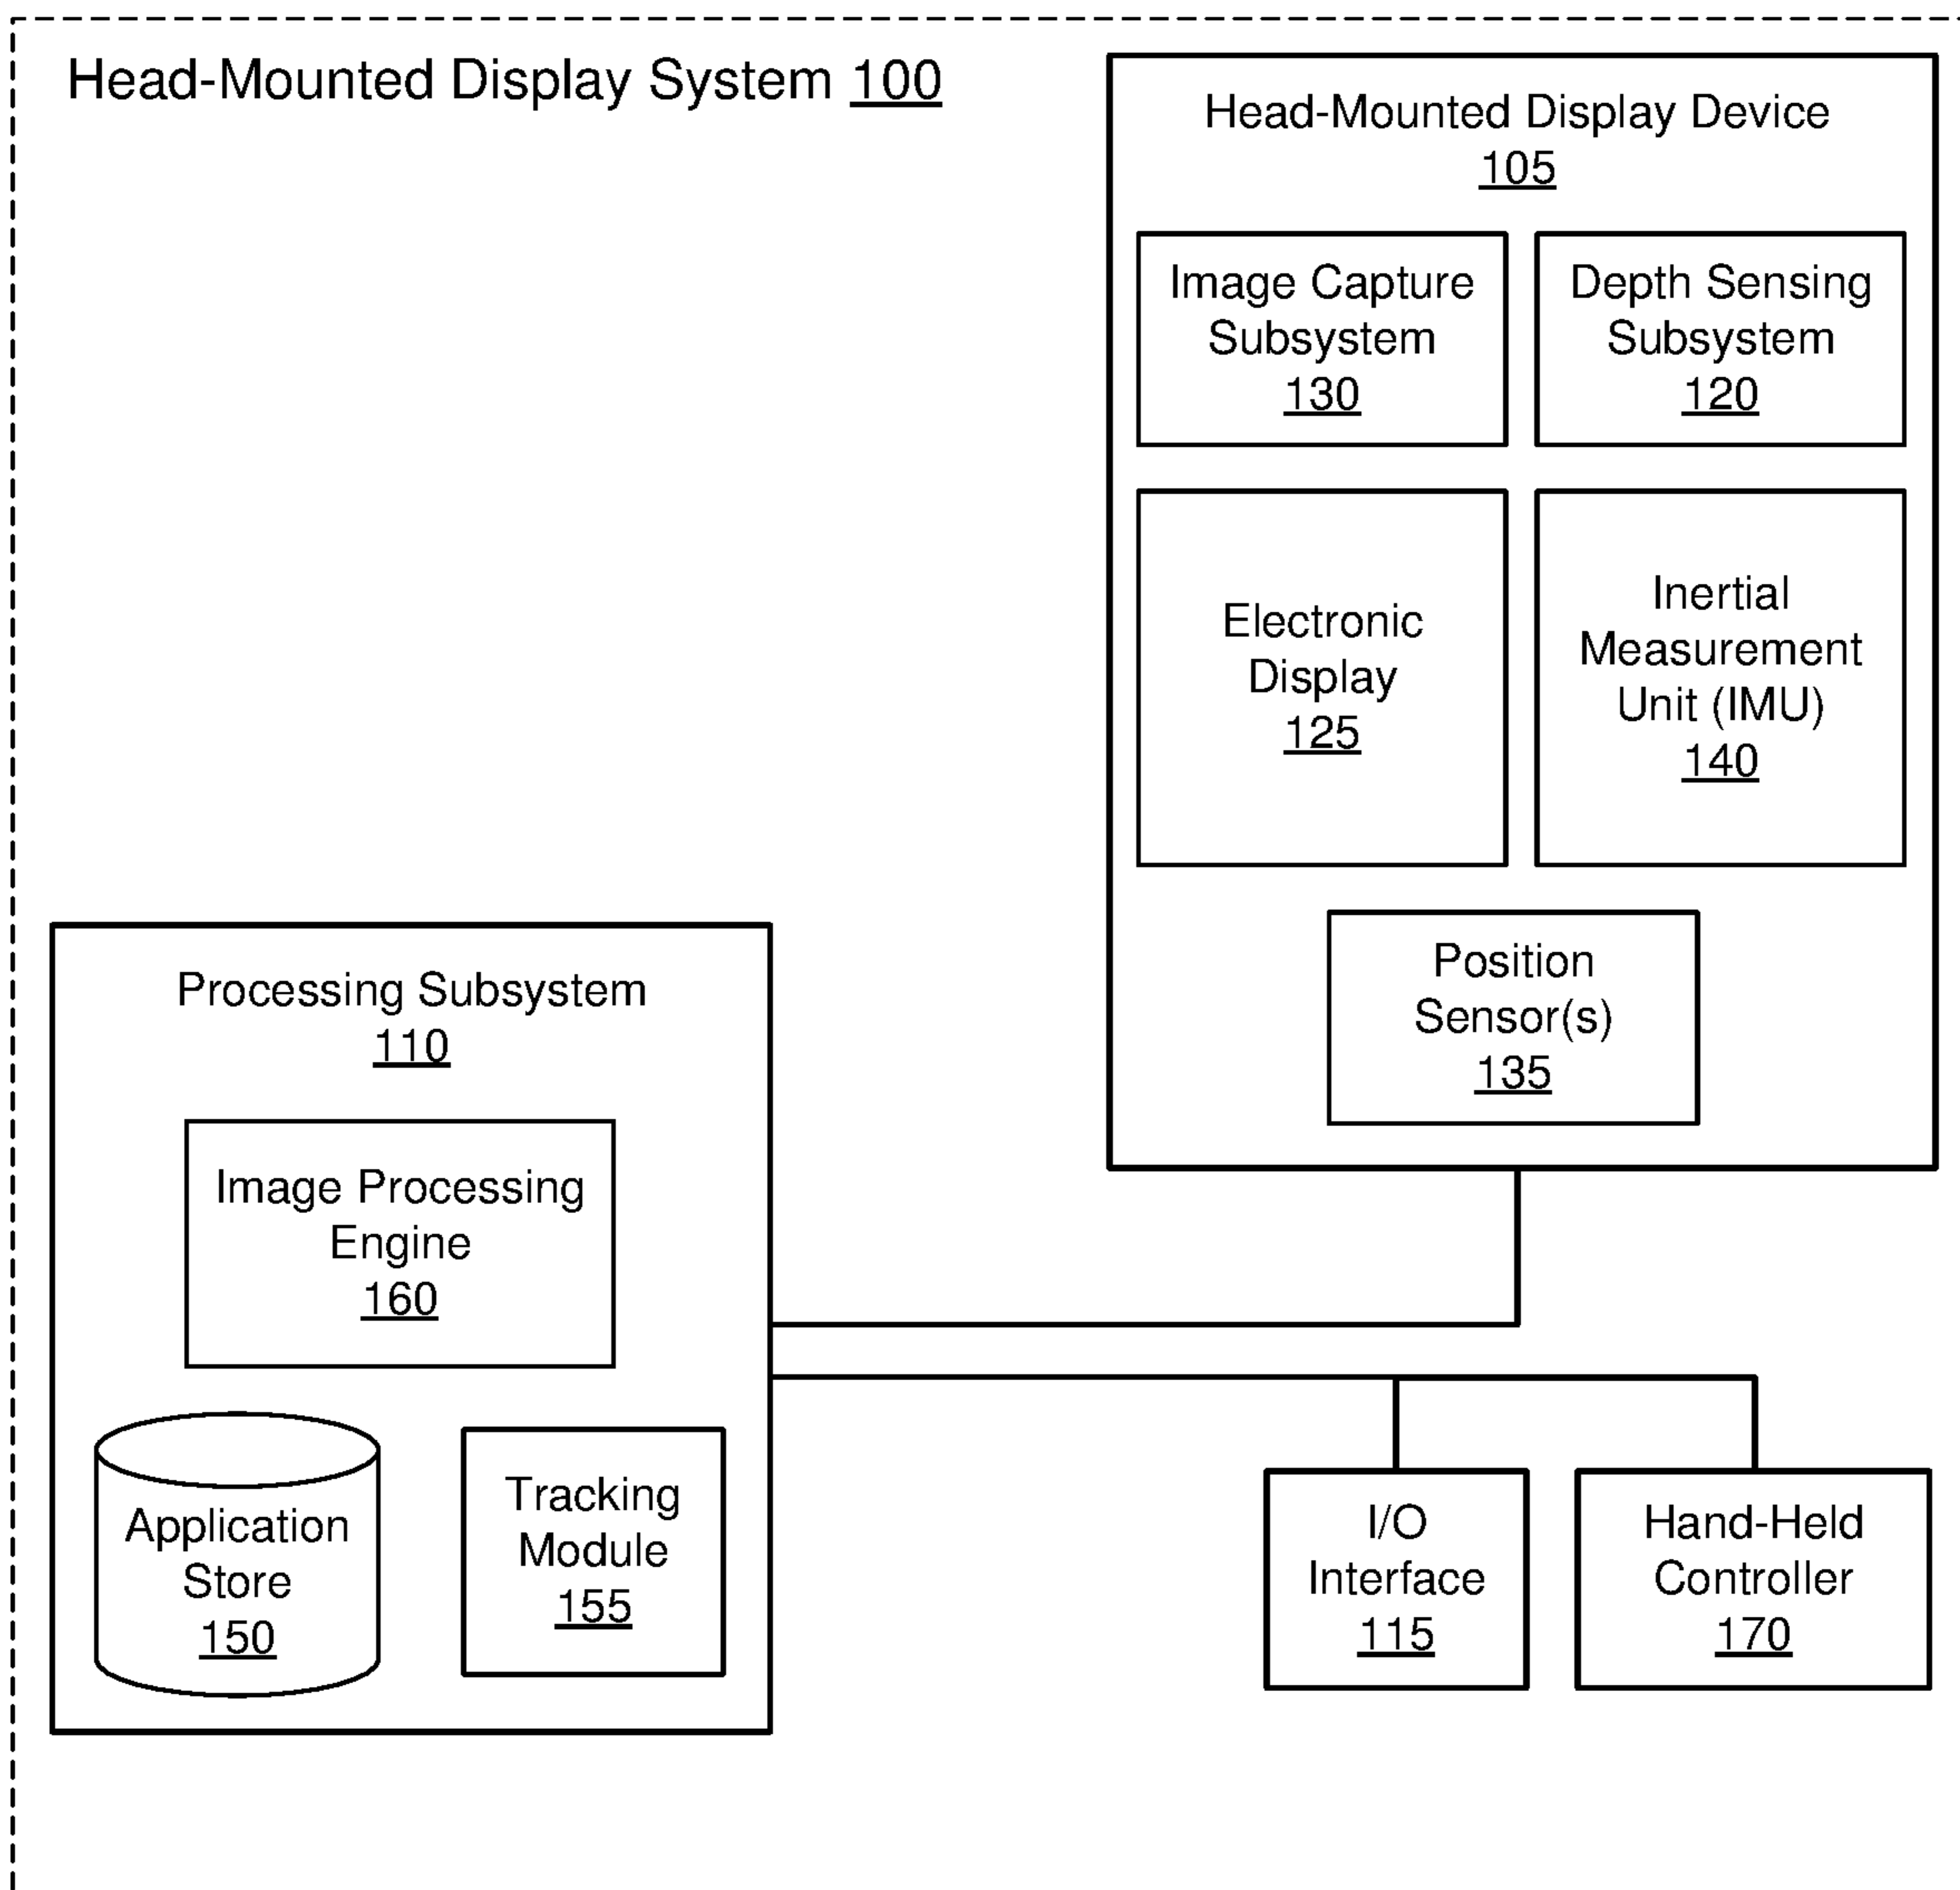 Head-Mounted Display System 100
Head-Mounted Display Device
105
Image Capture
Subsystem
130
Depth Sensing
Subsystem
120
Electronic
Display
125
Inertial
Measurement
Unit (IMU)
140
Position
Sensor(s)
135
Processing Subsystem
110
Image Processing
Engine
160
Application
Store
150
Tracking
Module
155
I/O
Interface
115
Hand-Held
Controller
170